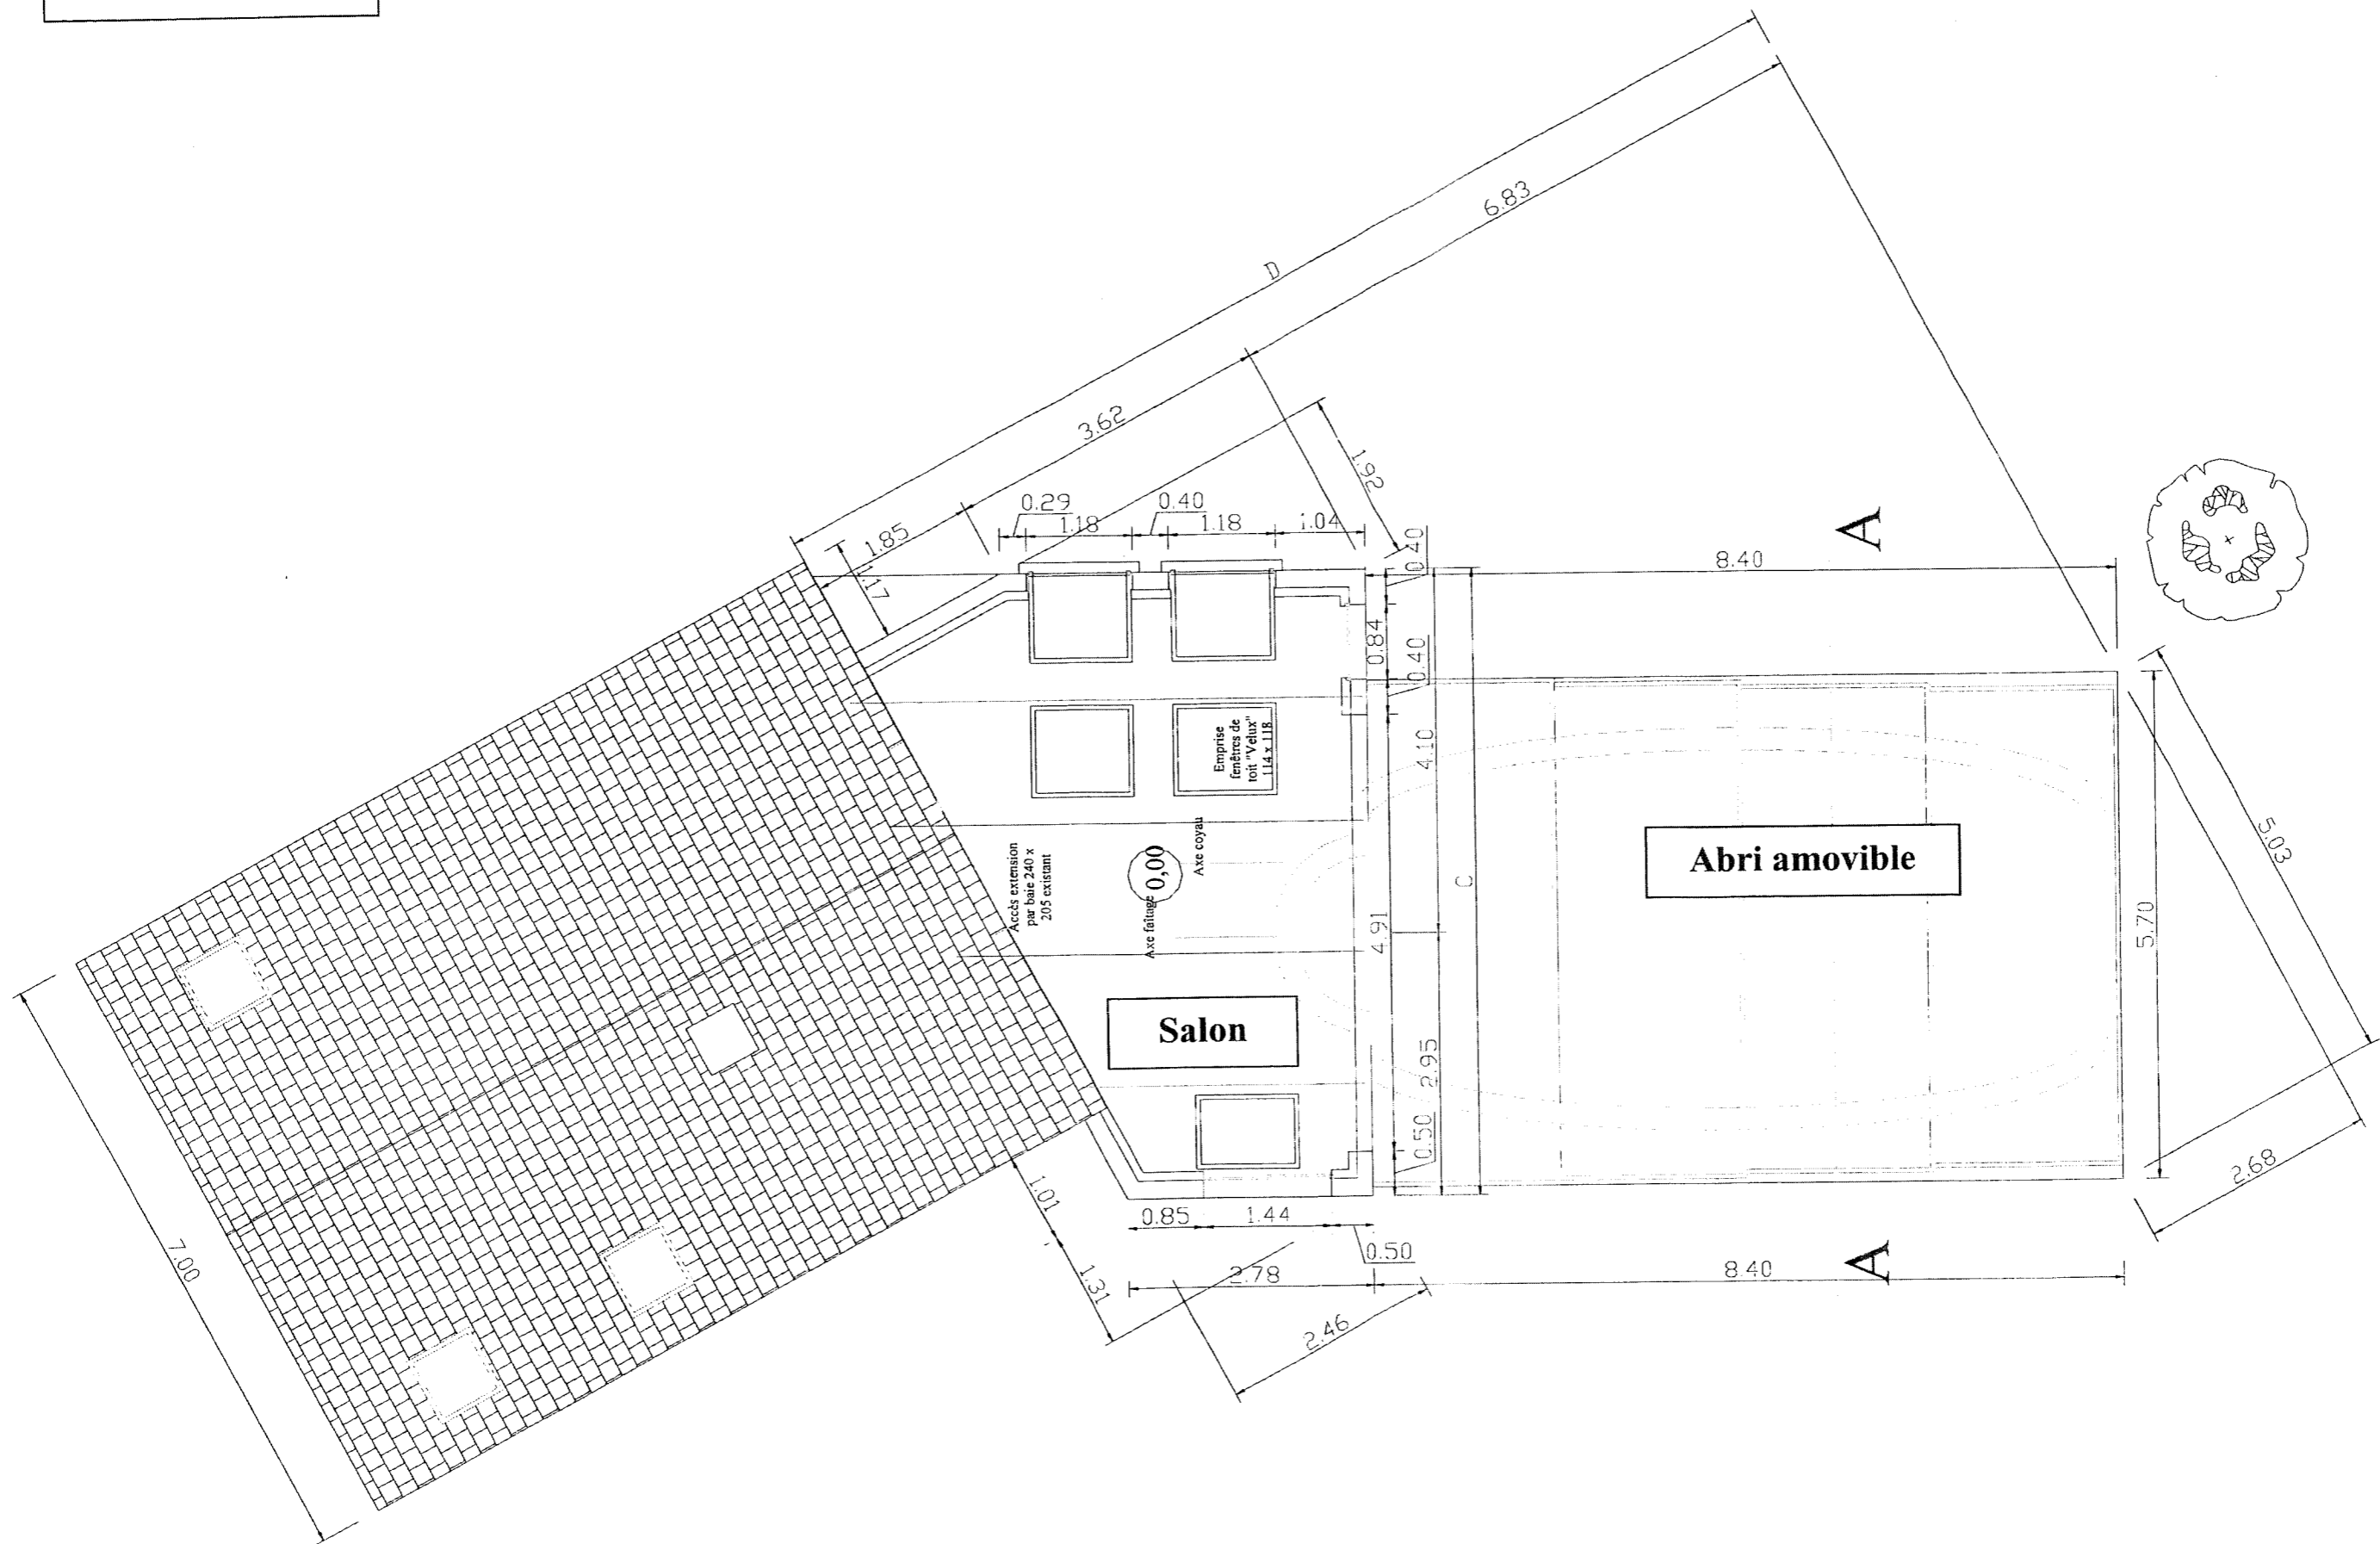 6.83
D
3.62
1.92
1.85
1.17
0.29
0.40
1.18
1.18
1.04
0.40
8.40
A
0.84
0.40
Emprise
fenêtres de
toit "Velux"
114 x 118
4.10
Axe coyau
Accès extension
par baie 240 x
205 existant
0,00
Axe faîtage
Abri amovible
C
4.91
5.03
5.70
Salon
2.95
0.50
2.68
1.01
0.85
1.44
0.50
7.00
1.31
2.78
8.40
A
2.46